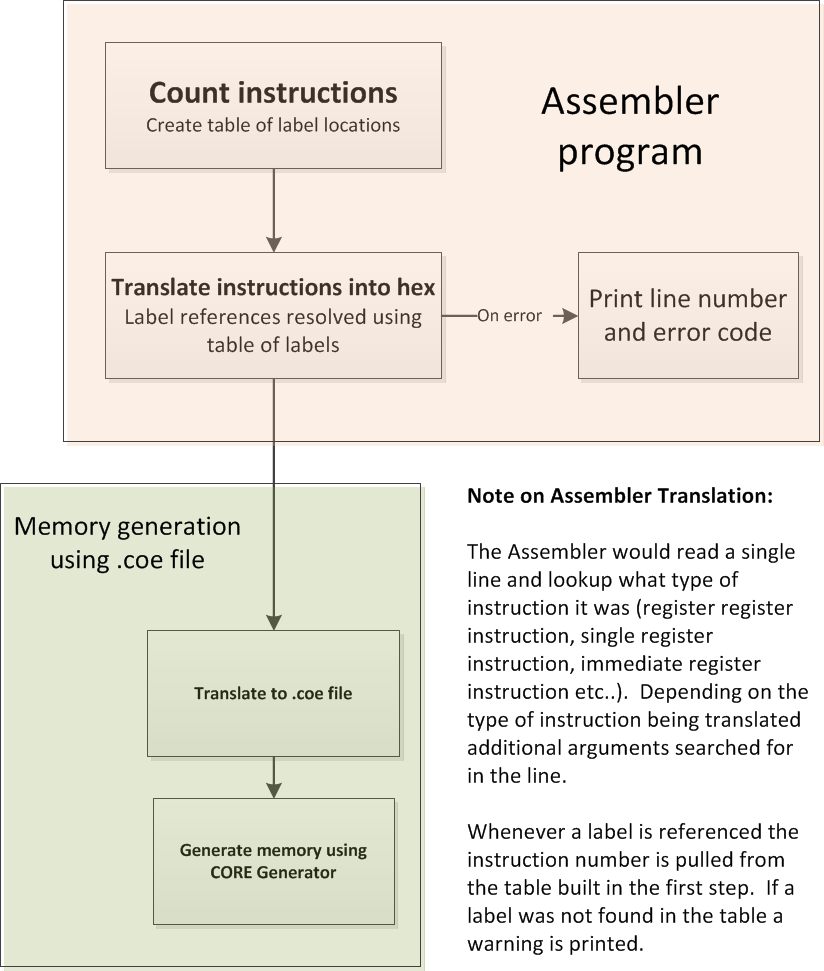 Count instructions
Create table of label locations
Assembler
program
Translate instructions into hex
Label references resolved using
table of labels
On error
Print line number
and error code
Memory generation
using .coe file
Translate to .coe file
Generate memory using
CORE Generator
Note on Assembler Translation:
The Assembler would read a single
line and lookup what type of
instruction it was (register register
instruction, single register
instruction, immediate register
instruction etc..).  Depending on the
type of instruction being translated
additional arguments searched for
in the line.
Whenever a label is referenced the
instruction number is pulled from
the table built in the first step.  If a
label was not found in the table a
warning is printed.